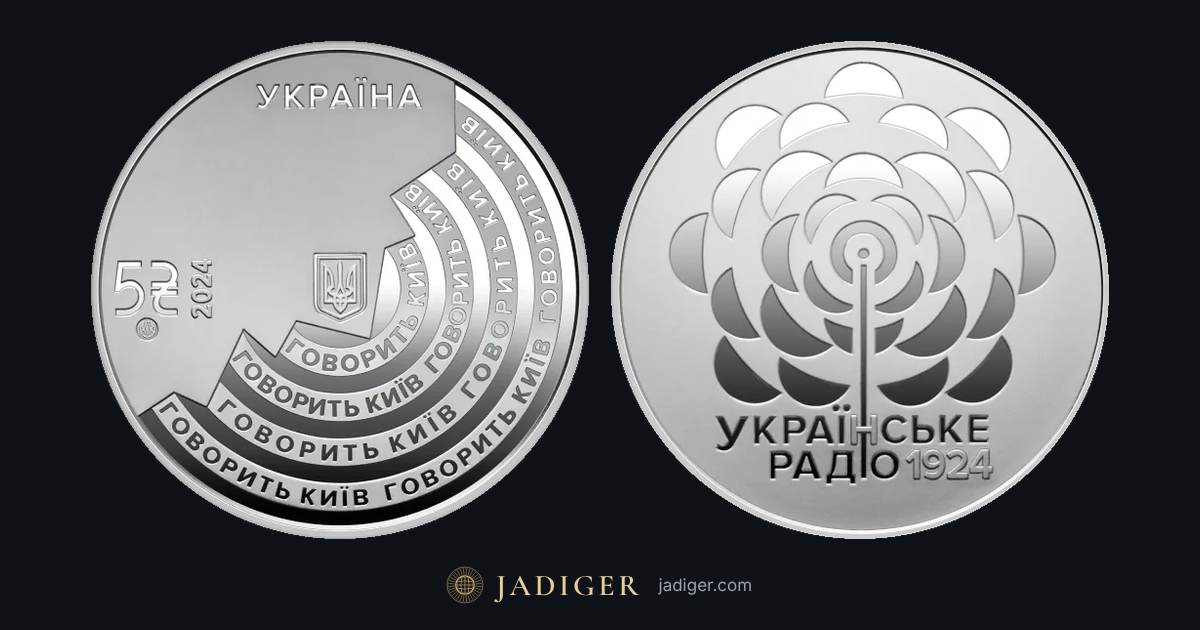 УКРАЇНА
5₴
2024
КИЇВ
ГОВОРИТЬ КИЇВ
ГОВОРИТЬ КИЇВ ГОВОРИТЬ КИЇВ
ГОВОРИТЬ КИЇВ ГОВОРИТЬ КИЇВ
ГОВОРИТЬ КИЇВ ГОВОРИТЬ КИЇВ ГОВОРИТЬ КИЇВ
УКРАЇНСЬКЕ
РАДІО 1924
JADIGER jadiger.com